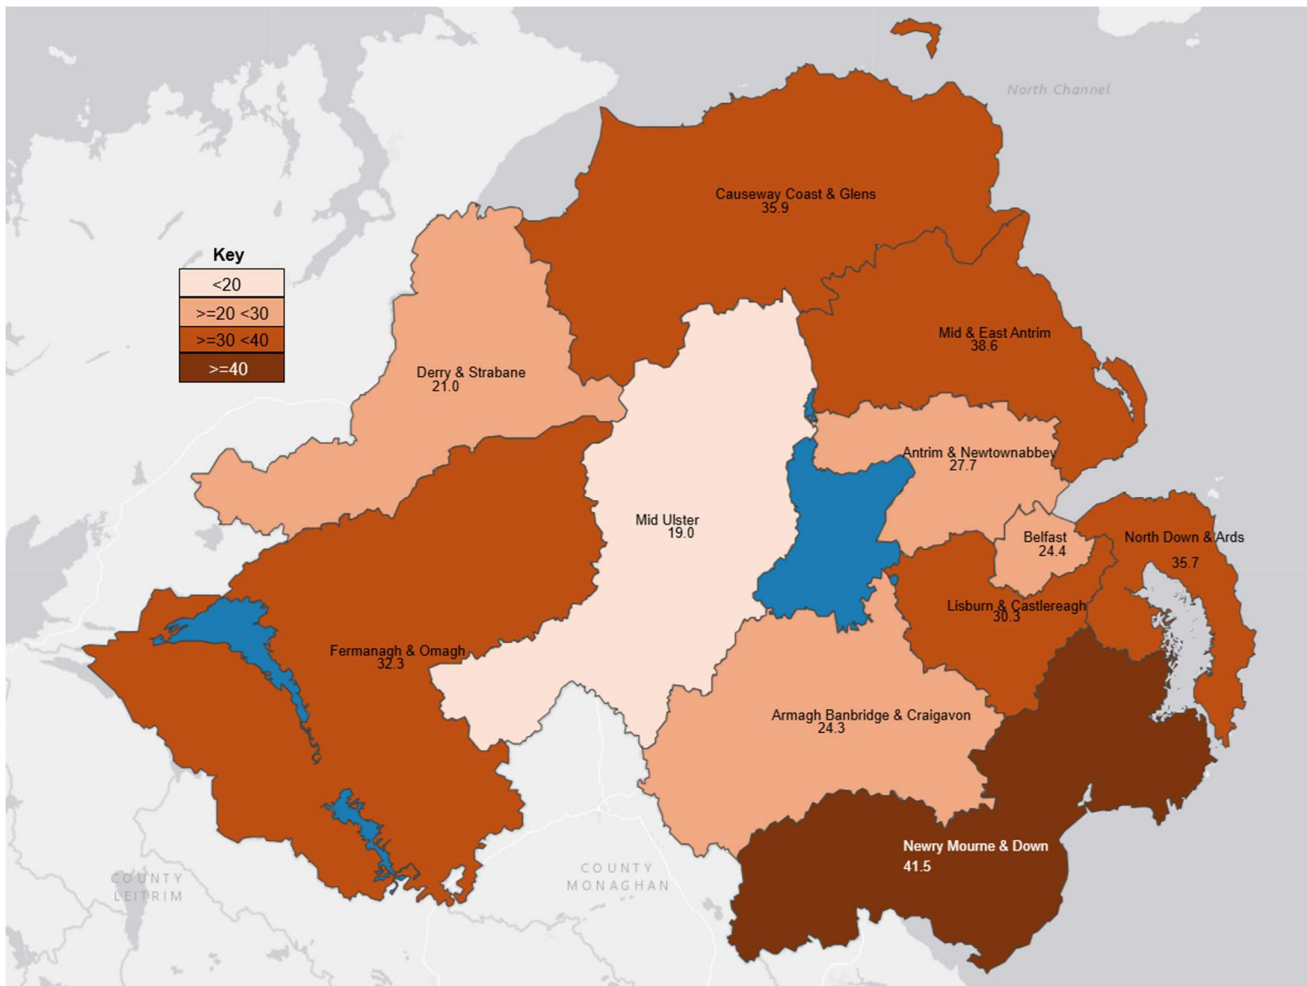 North Channel
Causeway Coast & Glens
35.9
Key
<20
>=20 <30
>=30 <40
>=40
Mid & East Antrim
38.6
Derry & Strabane
21.0
Antrim & Newtownabbey
27.7
Mid Ulster
19.0
Belfast
24.4
North Down & Ards
35.7
Lisburn & Castlereagh
30.3
Fermanagh & Omagh
32.3
Armagh Banbridge & Craigavon
24.3
Newry Mourne & Down
41.5
COUNTY
MONAGHAN
COUNTY
LEITRIM